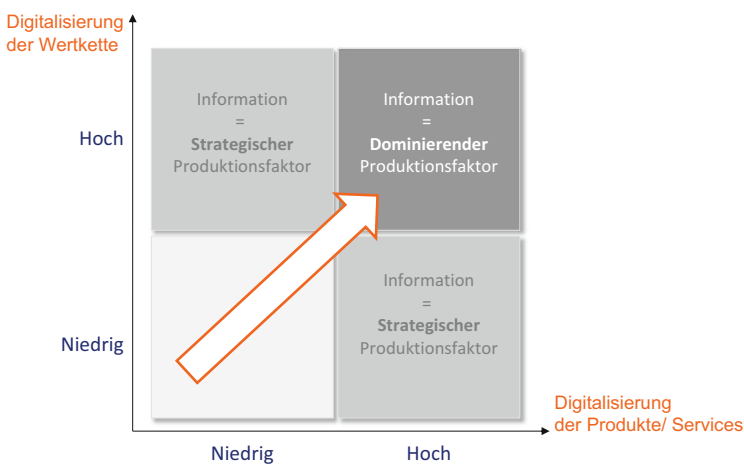 Digitalisierung
der Wertkette
Hoch
Information
=
Strategischer
Produktionsfaktor
Information
=
Dominierender
Produktionsfaktor
Niedrig
Information
=
Strategischer
Produktionsfaktor
Niedrig
Hoch
Digitalisierung
der Produkte/ Services